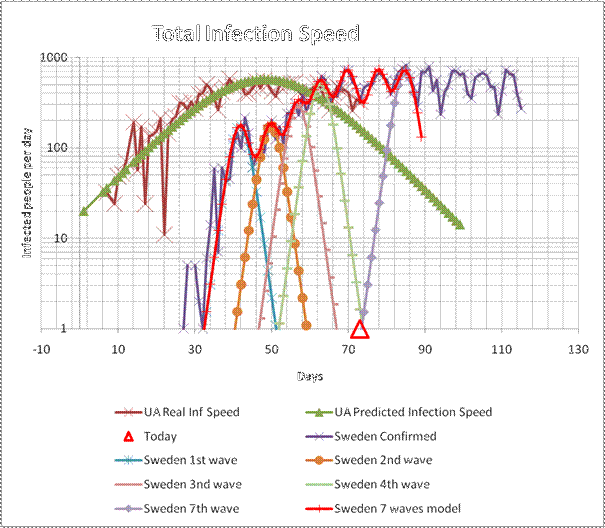 Total Infection Speed
Infected people per day
1000
100
10
1
-10 10 30 50 70 90 110 130
Days
UA Real Inf Speed UA Predicted Infection Speed
Today Sweden Confirmed
Sweden 1st wave Sweden 2nd wave
Sweden 3nd wave Sweden 4th wave
Sweden 7th wave Sweden 7 waves model